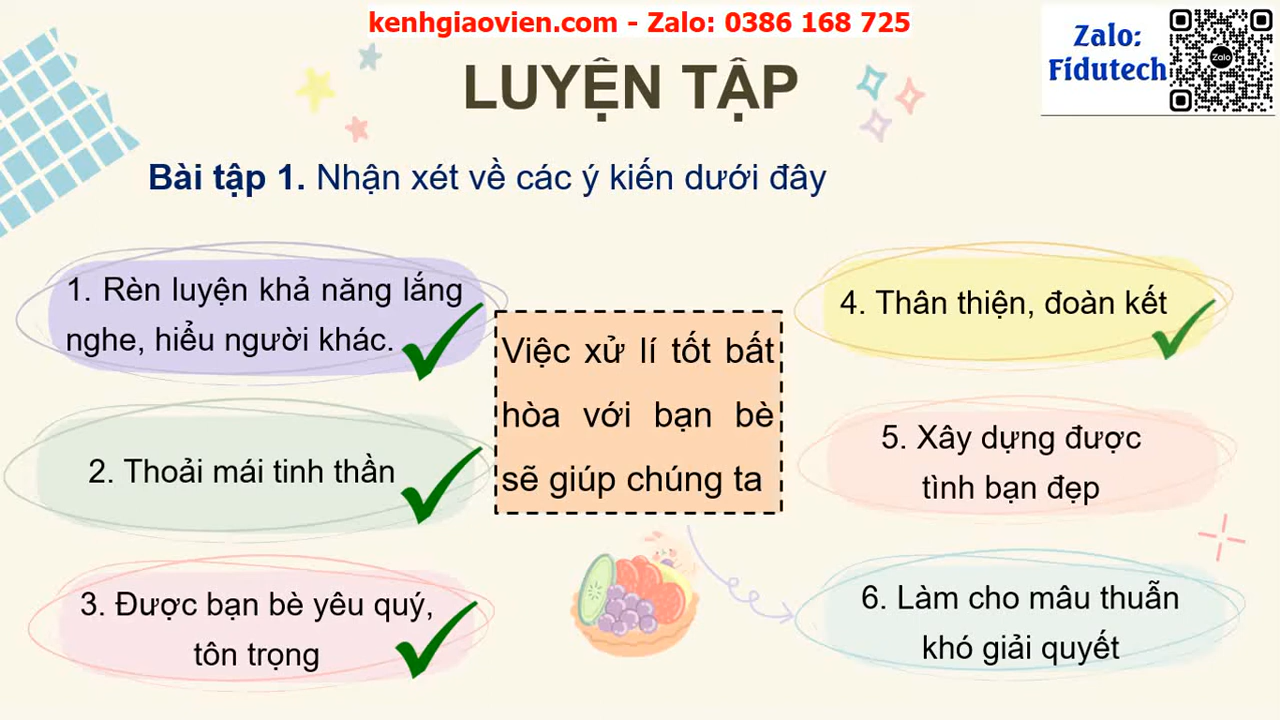 kenhgiaovien.com - Zalo: 0386 168 725
Zalo:
Fidutech
Zalo
LUYỆN TẬP
Bài tập 1. Nhận xét về các ý kiến dưới đây
1. Rèn luyện khả năng lắng
nghe, hiểu người khác.
2. Thoải mái tinh thần
3. Được bạn bè yêu quý,
tôn trọng
Việc xử lí tốt bất
hòa với bạn bè
sẽ giúp chúng ta
4. Thân thiện, đoàn kết
5. Xây dựng được
tình bạn đẹp
6. Làm cho mâu thuẫn
khó giải quyết